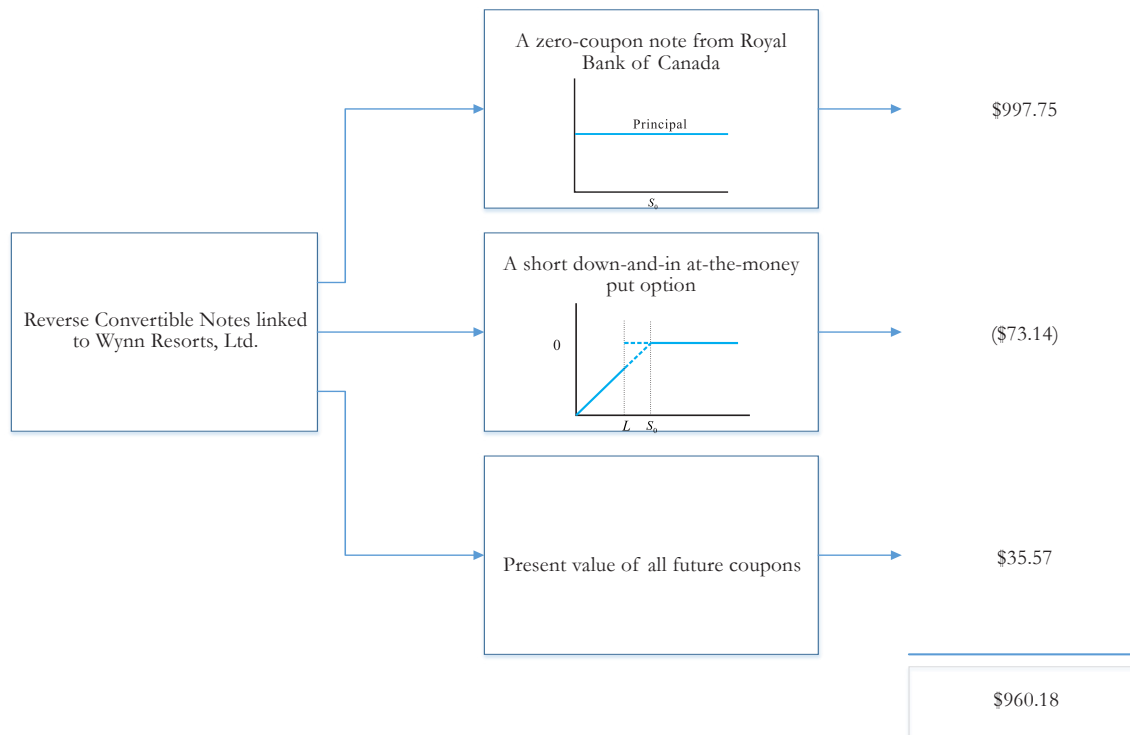 A zero-coupon note from Royal
Bank of Canada
Principal
S₀
$997.75
Reverse Convertible Notes linked
to Wynn Resorts, Ltd.
A short down-and-in at-the-money
put option
0
L
S₀
($73.14)
Present value of all future coupons
$35.57
$960.18